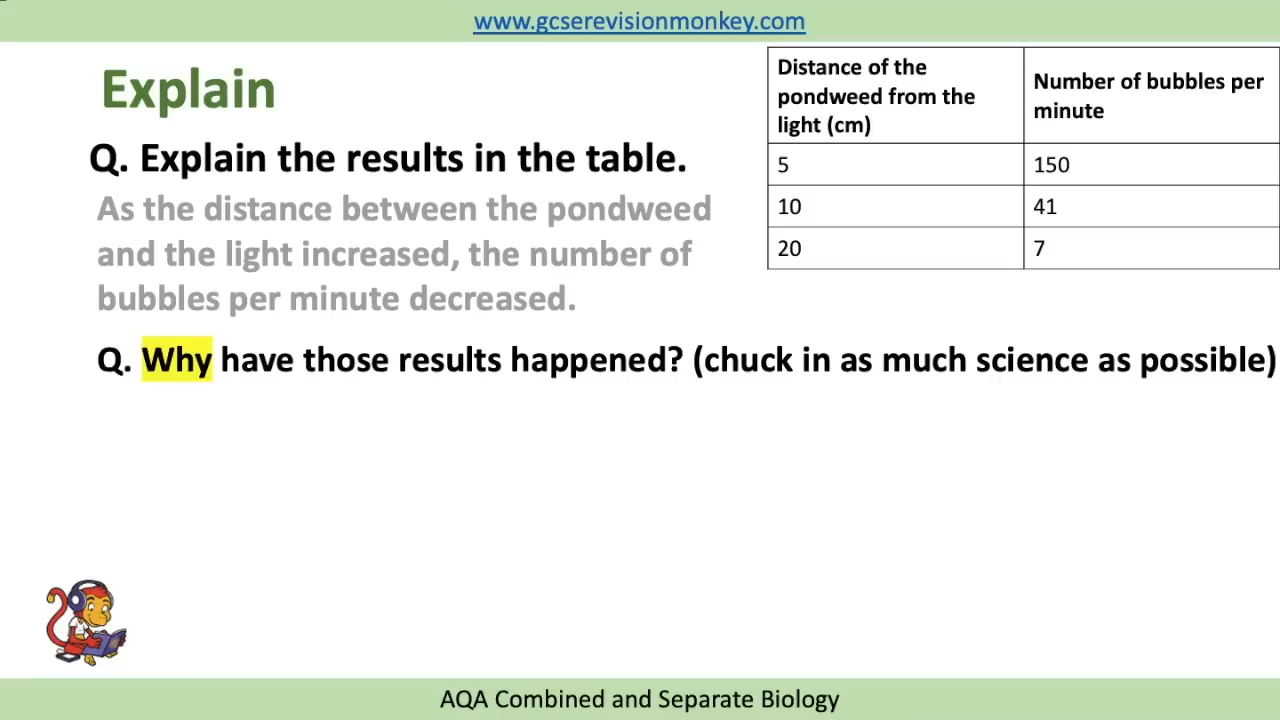 www.gcserevisionmonkey.com
Explain
Q. Explain the results in the table.
As the distance between the pondweed
and the light increased, the number of
bubbles per minute decreased.
Distance of the
pondweed from the
light (cm)
Number of bubbles per
minute
5 150
10 41
20 7
Q. Why have those results happened? (chuck in as much science as possible)
AQA Combined and Separate Biology